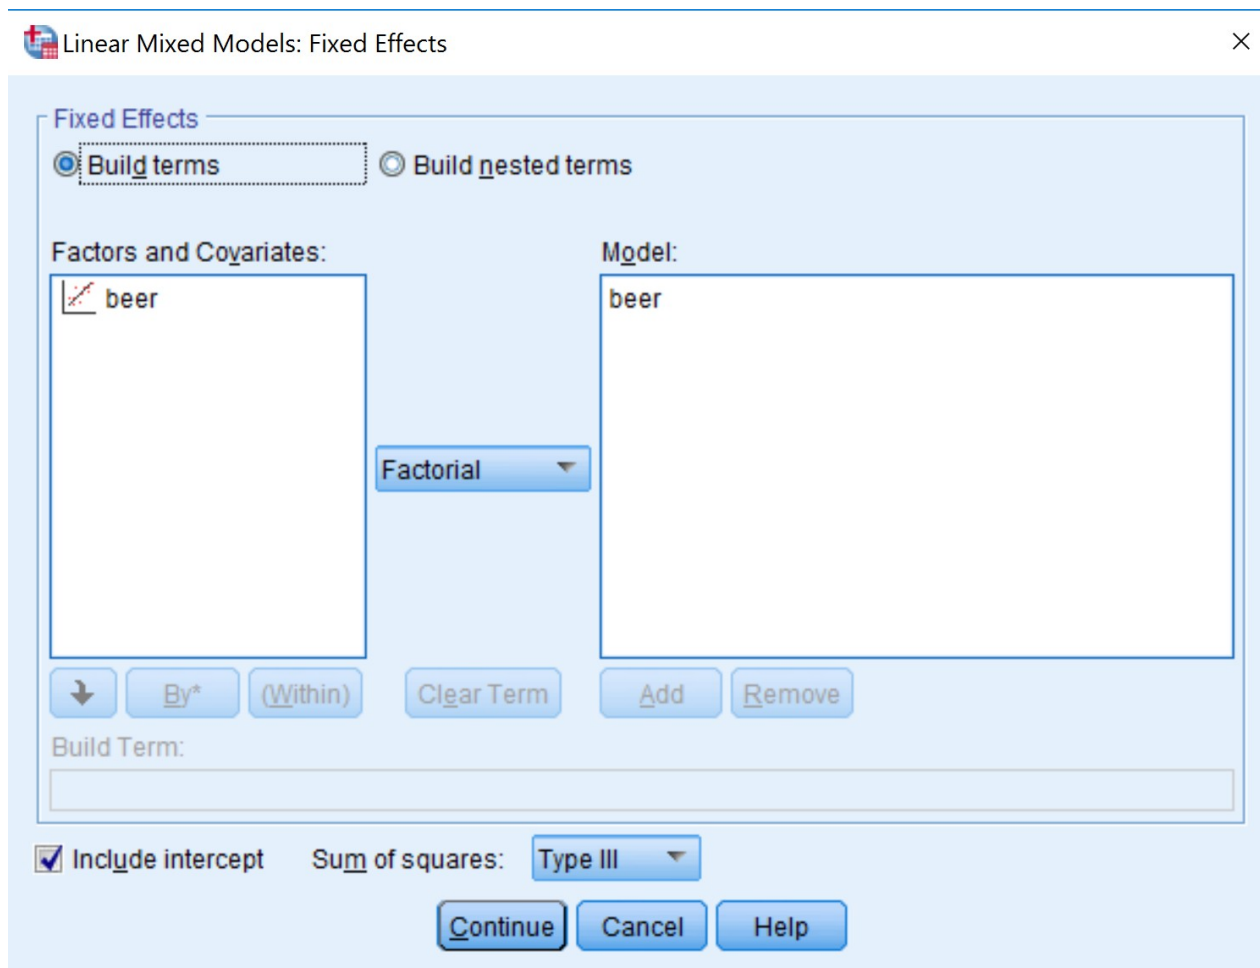 Linear Mixed Models: Fixed Effects
Fixed Effects
Build terms Build nested terms
Factors and Covariates: Model:
beer beer
Factorial
By* (Within) Clear Term Add Remove
Build Term:
Include intercept Sum of squares: Type III
Continue Cancel Help